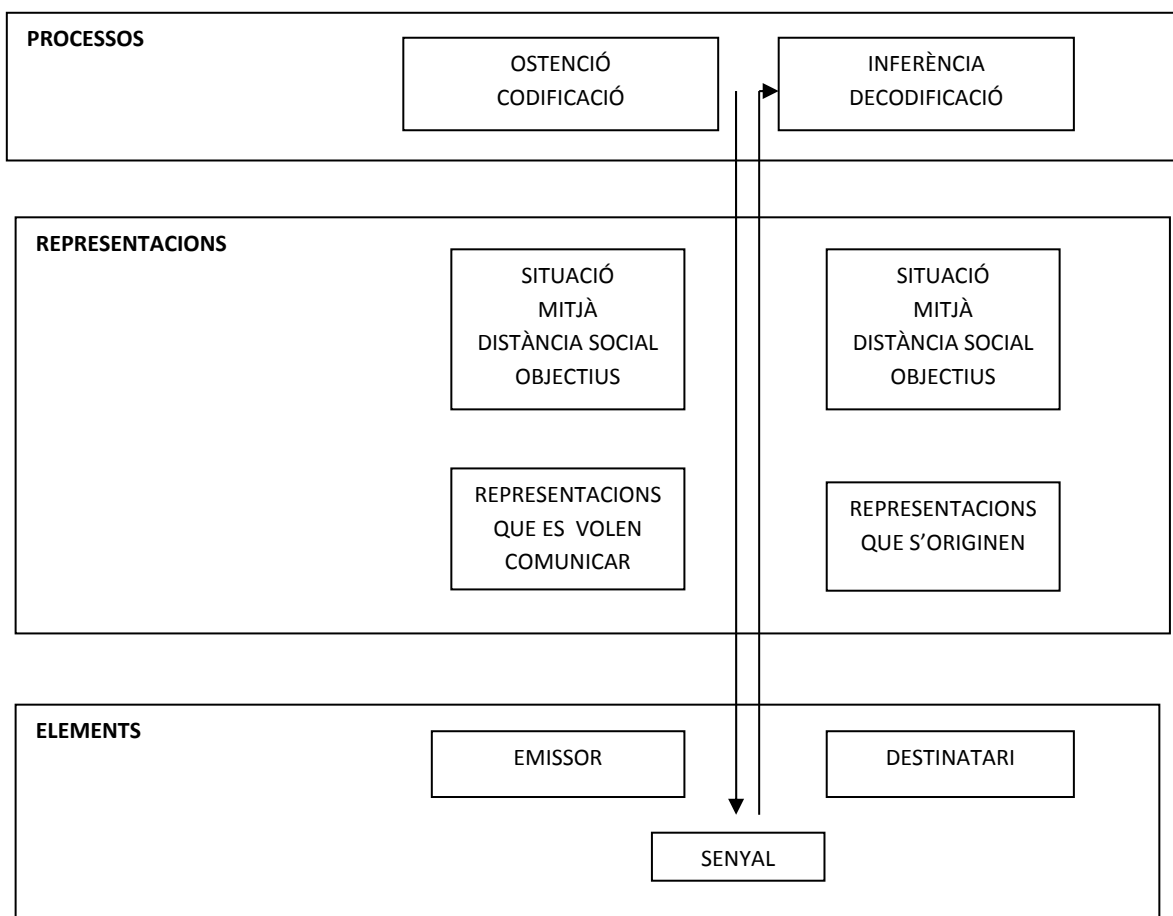 PROCESSOS
OSTENCIÓ
CODIFICACIÓ
INFERÈNCIA
DECODIFICACIÓ
REPRESENTACIONS
SITUACIÓ
MITJÀ
DISTÀNCIA SOCIAL
OBJECTIUS
SITUACIÓ
MITJÀ
DISTÀNCIA SOCIAL
OBJECTIUS
REPRESENTACIONS
QUE ES VOLEN
COMUNICAR
REPRESENTACIONS
QUE S’ORIGINEN
ELEMENTS
EMISSOR
DESTINATARI
SENYAL